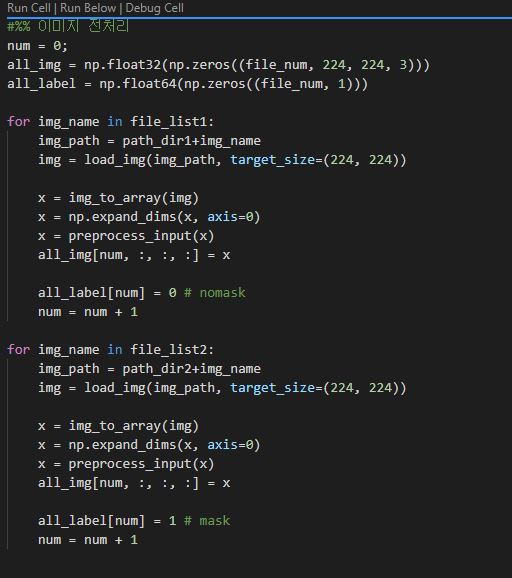 Run Cell | Run Below | Debug Cell
#%% 이미지 전처리
num = 0;
all_img = np.float32(np.zeros((file_num, 224, 224, 3)))
all_label = np.float64(np.zeros((file_num, 1)))
for img_name in file_list1:
    img_path = path_dir1+img_name
    img = load_img(img_path, target_size=(224, 224))
    x = img_to_array(img)
    x = np.expand_dims(x, axis=0)
    x = preprocess_input(x)
    all_img[num, :, :, :] = x
    all_label[num] = 0 # nomask
    num = num + 1
for img_name in file_list2:
    img_path = path_dir2+img_name
    img = load_img(img_path, target_size=(224, 224))
    x = img_to_array(img)
    x = np.expand_dims(x, axis=0)
    x = preprocess_input(x)
    all_img[num, :, :, :] = x
    all_label[num] = 1 # mask
    num = num + 1